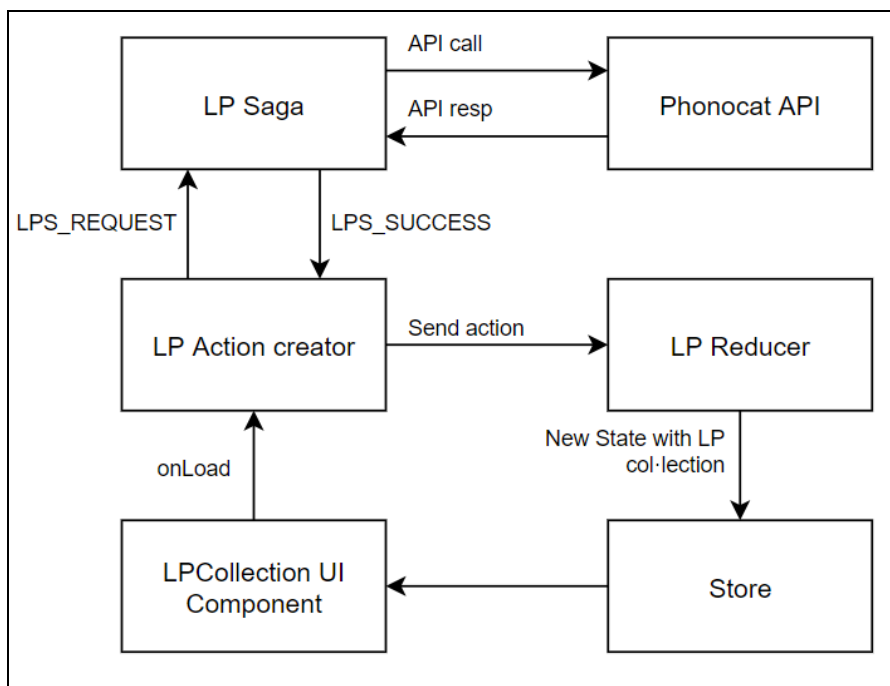 API call
LP Saga
Phonocat API
API resp
LPS_REQUEST
LPS_SUCCESS
LP Action creator
Send action
LP Reducer
New State with LP
col·lection
onLoad
LPCollection UI
Component
Store